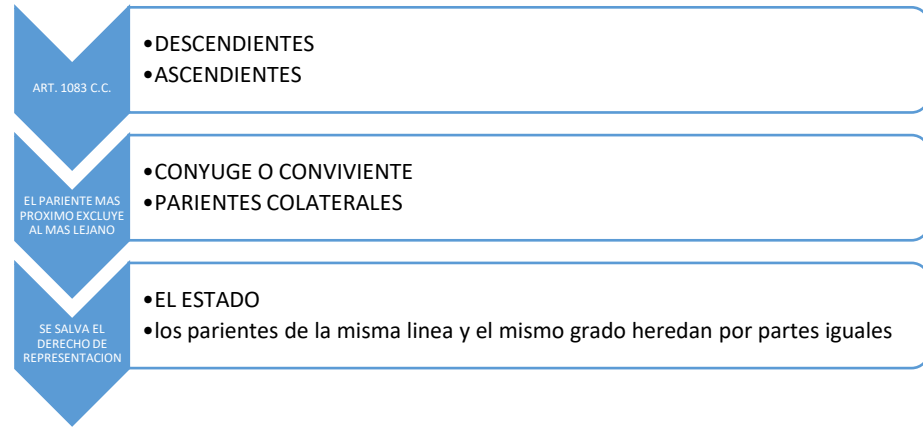 ART. 1083 C.C.
•DESCENDIENTES
•ASCENDIENTES
EL PARIENTE MAS
PROXIMO EXCLUYE
AL MAS LEJANO
•CONYUGE O CONVIVIENTE
•PARIENTES COLATERALES
SE SALVA EL
DERECHO DE
REPRESENTACION
•EL ESTADO
•los parientes de la misma linea y el mismo grado heredan por partes iguales